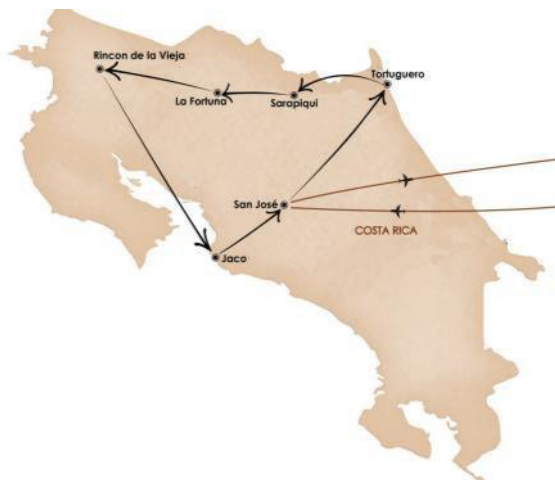 Rincon de la Vieja
Tortuguero
La Fortuna
Sarapiqui
San José
COSTA RICA
Jaco